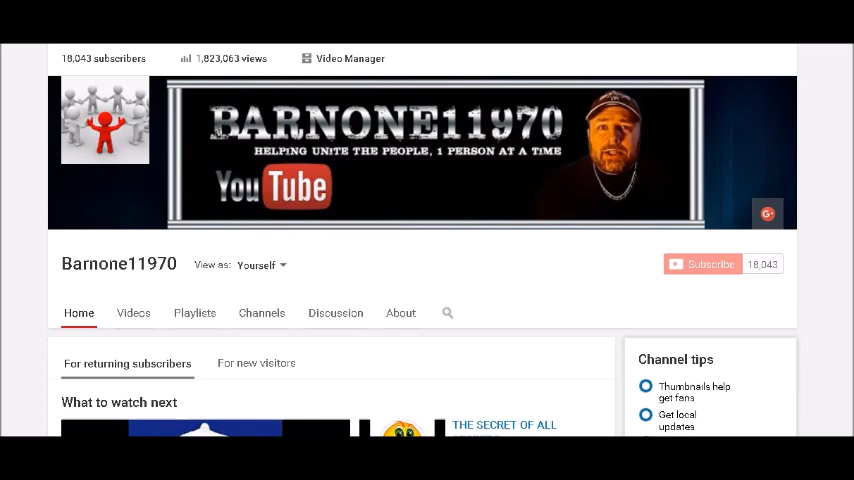 18,043 subscribers
1,823,063 views
Video Manager
BARNONE11970
HELPING UNITE THE PEOPLE, 1 PERSON AT A TIME
YouTube
G+
Barnone11970
View as: Yourself
Subscribe 18,043
Home
Videos
Playlists
Channels
Discussion
About
For returning subscribers
For new visitors
Channel tips
Thumbnails help
get fans
Get local
updates
What to watch next
THE SECRET OF ALL